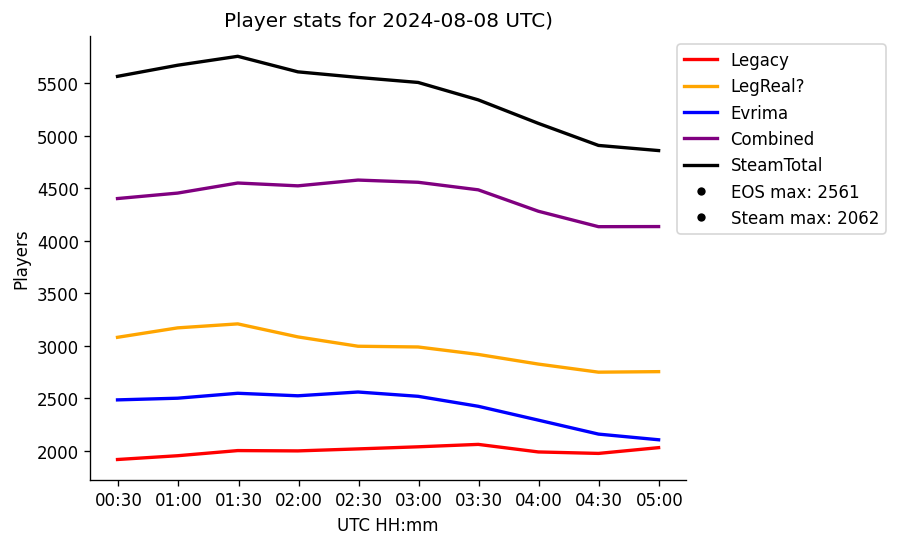 Player stats for 2024-08-08 UTC)
Legacy
LegReal?
Evrima
Combined
SteamTotal
EOS max: 2561
Steam max: 2062
Players
5500
5000
4500
4000
3500
3000
2500
2000
00:30 01:00 01:30 02:00 02:30 03:00 03:30 04:00 04:30 05:00
UTC HH:mm